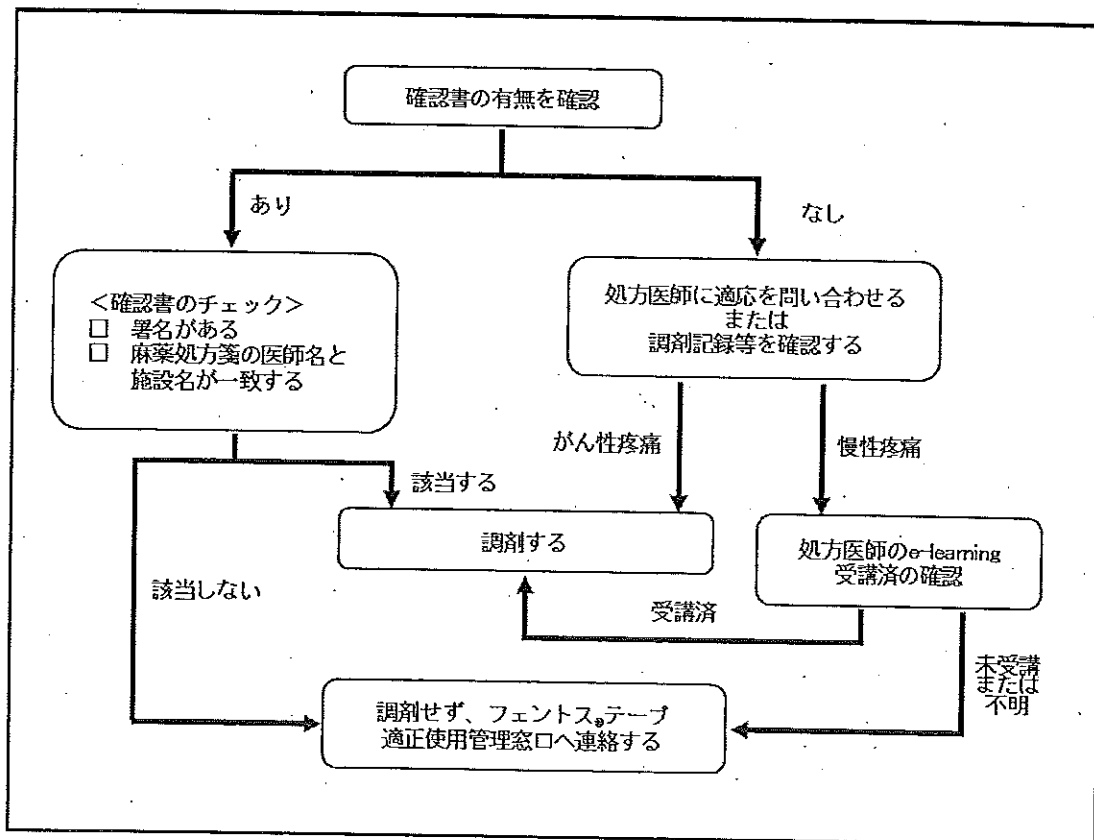 確認書の有無を確認
あり
なし
<確認書のチェック>
□ 署名がある
□ 麻薬処方箋の医師名と
施設名が一致する
処方医師に適応を問い合わせる
または
調剤記録等を確認する
がん性疼痛
慢性疼痛
該当する
調剤する
処方医師のe-learning
受講済の確認
該当しない
受講済
未受講
または
不明
調剤せず、フェントス®テープ
適正使用管理窓口へ連絡する